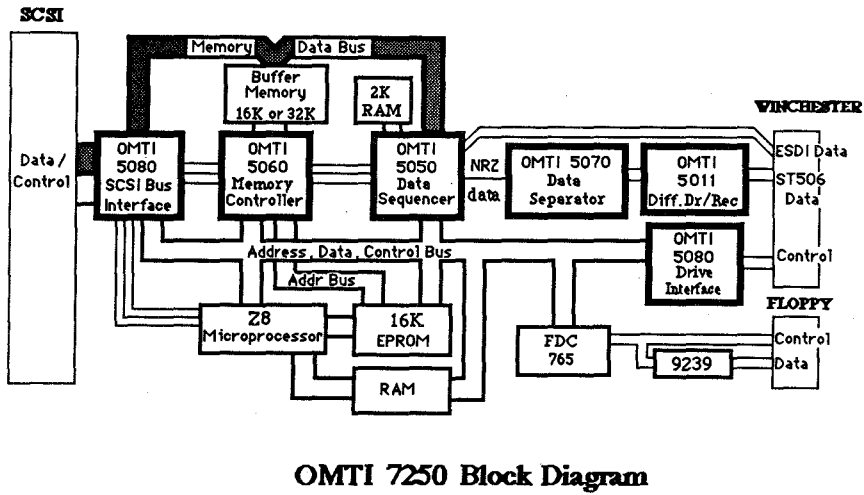 SCSI
Memory Data Bus
Buffer
Memory
16K or 32K
2K
RAM
WINCHESTER
Data /
Control
OMTI
5080
SCSI Bus
Interface
OMTI
5060
Memory
Controller
OMTI
5050
Data
Sequencer
NRZ
data
OMTI 5070
Data
Separator
OMTI
5011
Diff. Dr/Rec
ESDI Data
ST506
Data
Control
OMTI
5080
Drive
Interface
Address, Data, Control Bus
Addr Bus
Z8
Microprocessor
16K
EPROM
RAM
FDC
765
9239
FLOPPY
Control
Data
OMTI 7250 Block Diagram